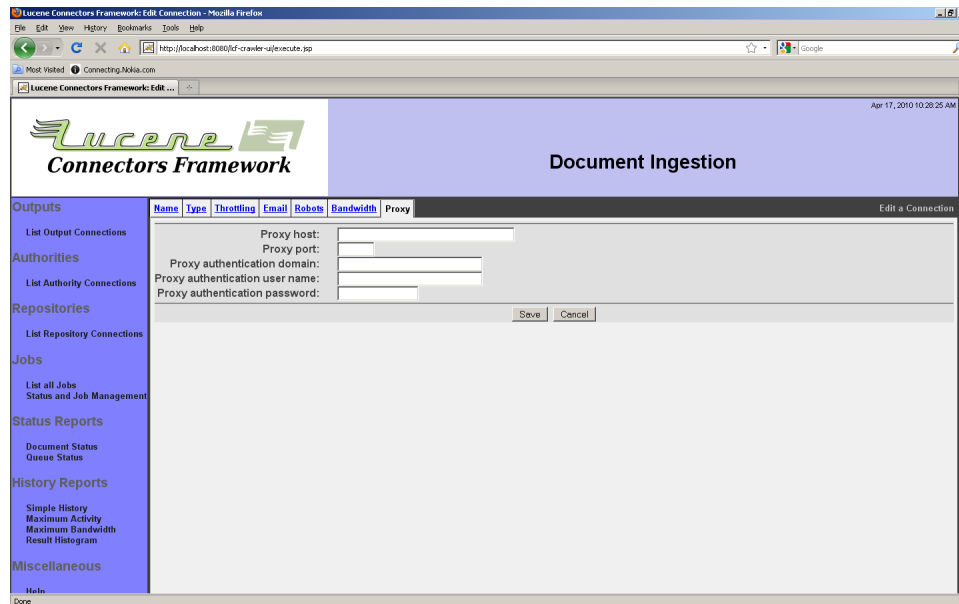 Lucene Connectors Framework: Edit Connection - Mozilla Firefox
File Edit View History Bookmarks Tools Help
http://localhost:8080/lcf-crawler-ui/execute.jsp
Google
Most Visited Connecting.Nokia.com
Lucene Connectors Framework: Edit ...
Apr 17, 2010 10:28:25 AM
Lucene
Connectors Framework
Document Ingestion
Outputs
List Output Connections
Authorities
List Authority Connections
Repositories
List Repository Connections
Jobs
List all Jobs
Status and Job Management
Status Reports
Document Status
Queue Status
History Reports
Simple History
Maximum Activity
Maximum Bandwidth
Result Histogram
Miscellaneous
Help
Name Type Throttling Email Robots Bandwidth Proxy
Edit a Connection
Proxy host:
Proxy port:
Proxy authentication domain:
Proxy authentication user name:
Proxy authentication password:
Save Cancel
Done